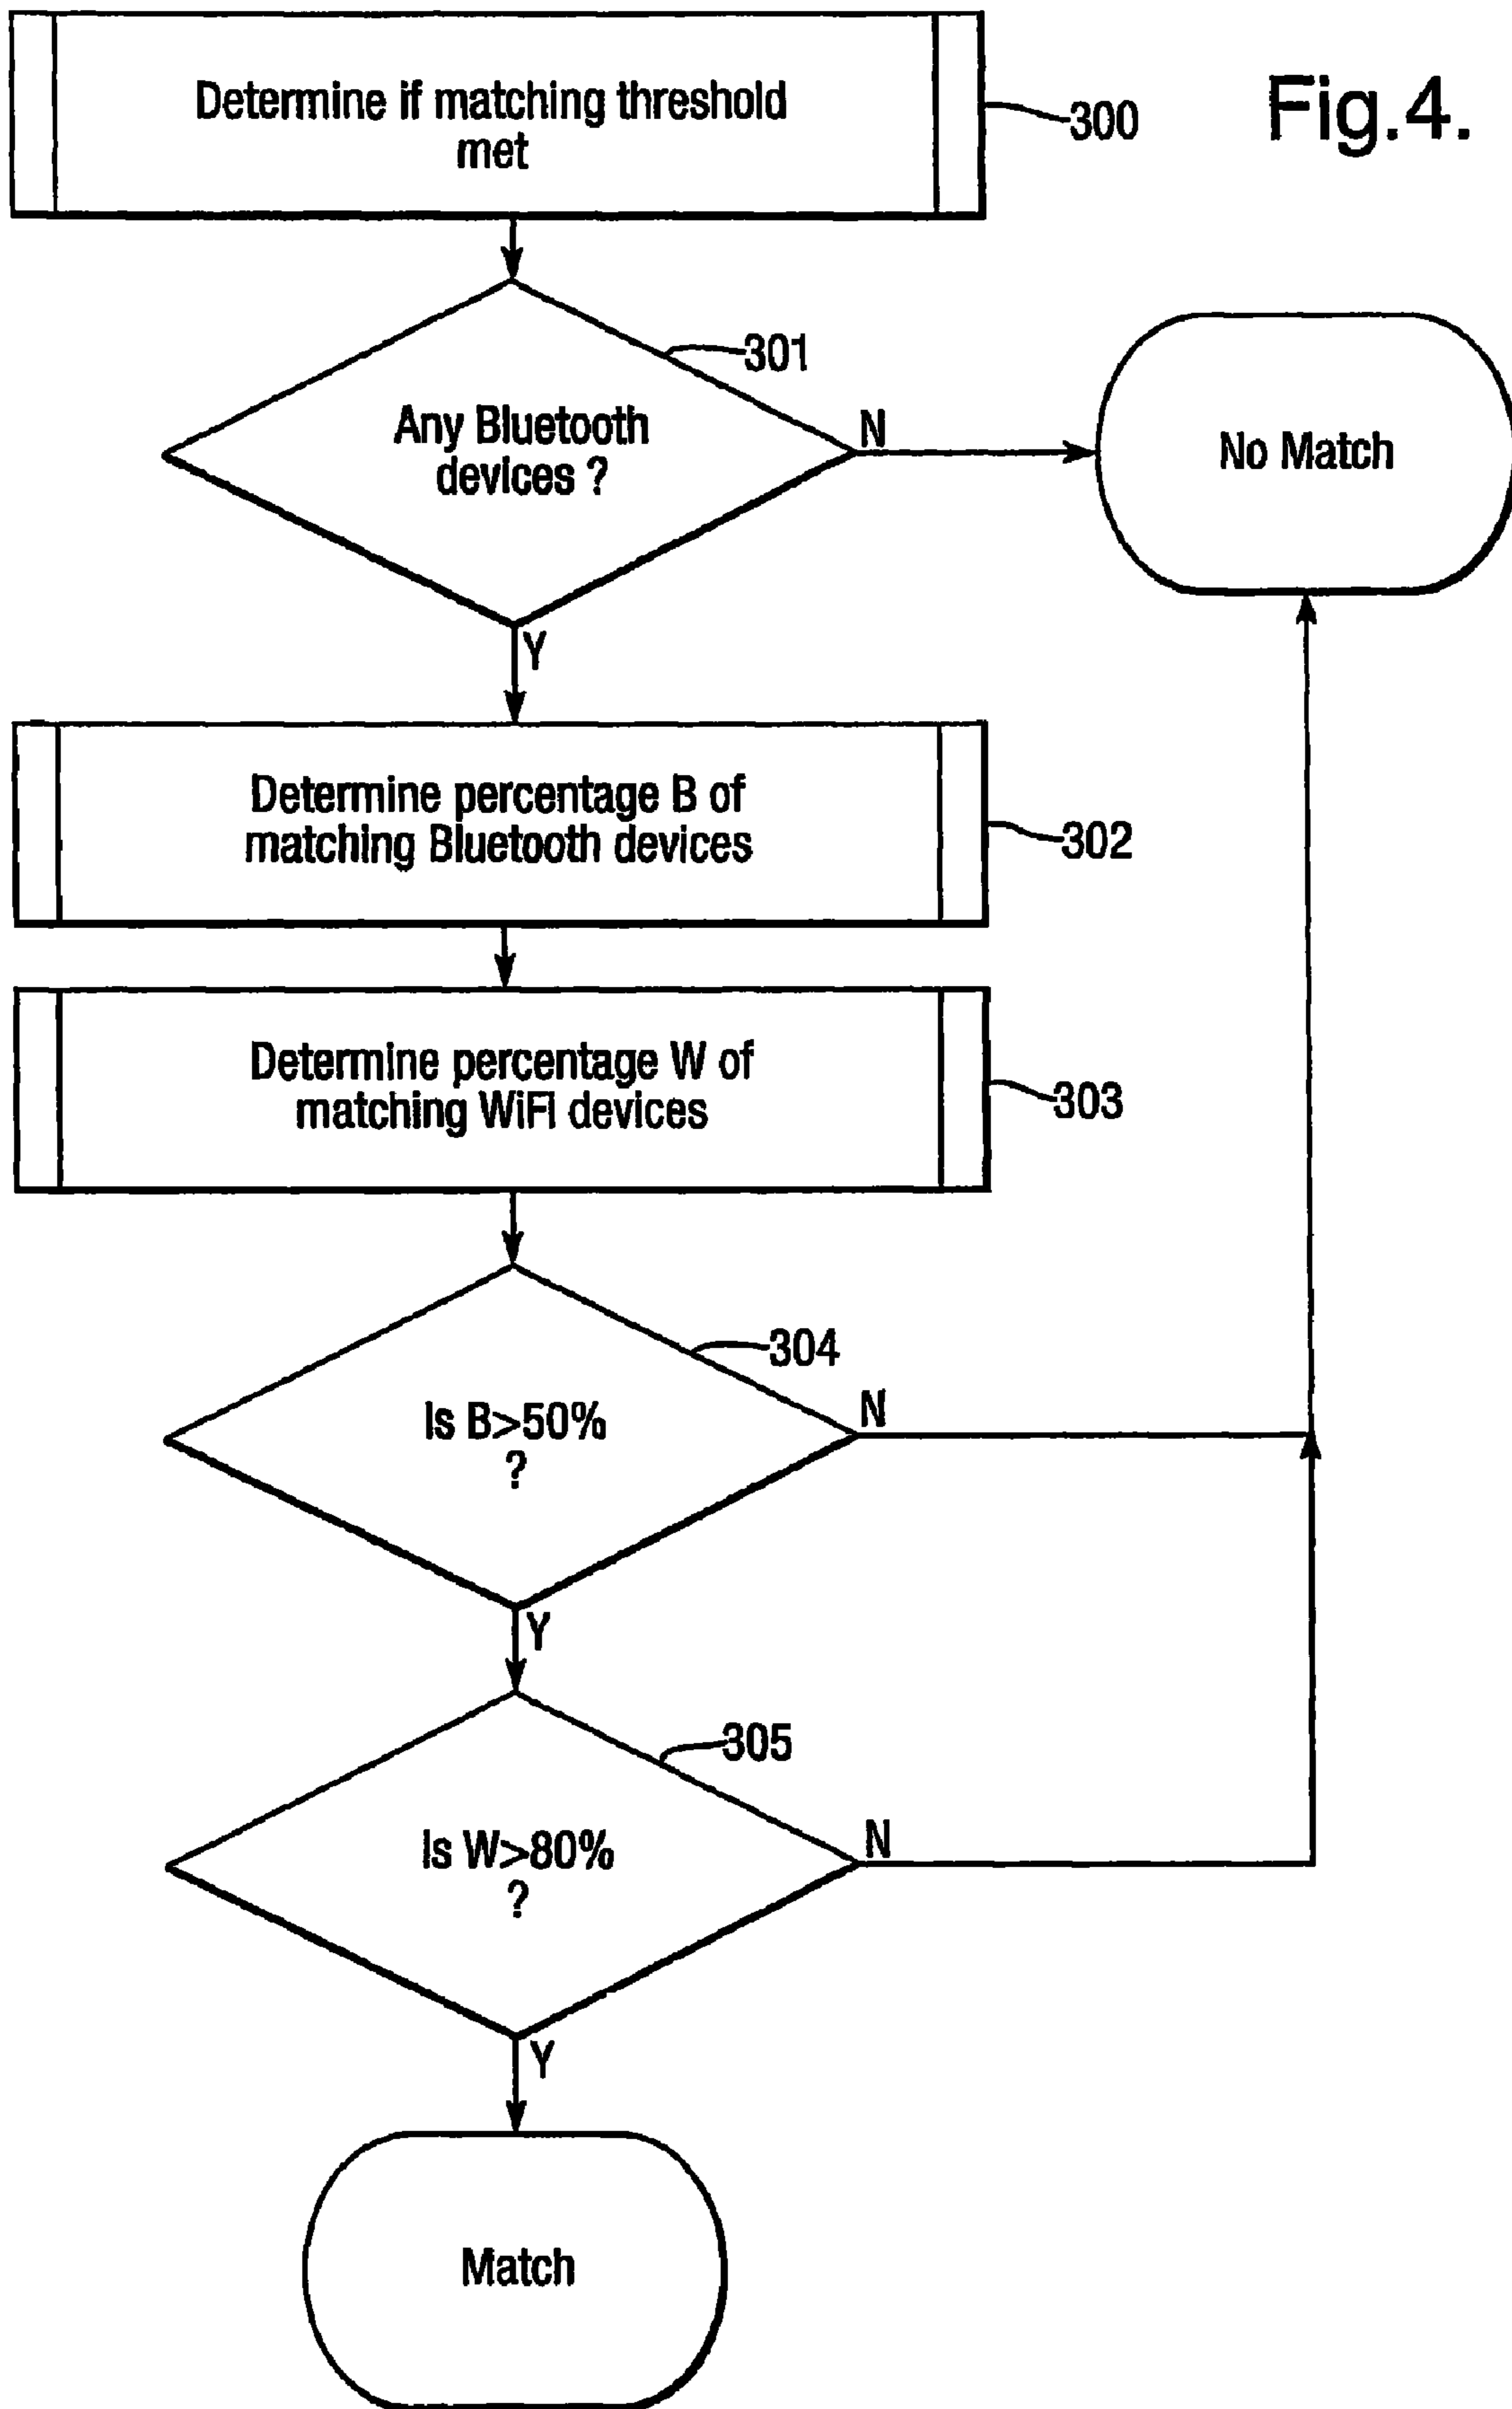 Fig.4.
Determine if matching threshold
met
300
301
Any Bluetooth
devices ?
N
No Match
Y
Determine percentage B of
matching Bluetooth devices
302
Determine percentage W of
matching WiFi devices
303
304
Is B>50%
?
N
Y
305
Is W>80%
?
N
Y
Match